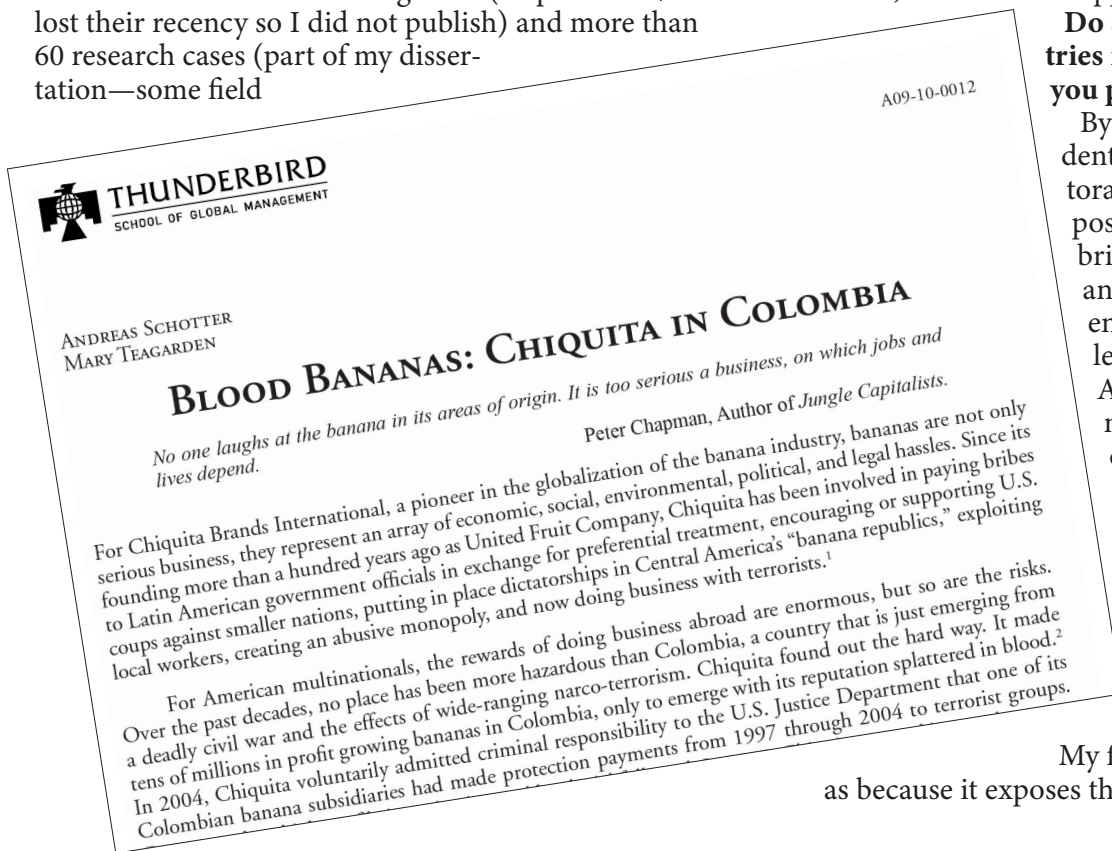 lost their recency so I did not publish) and more than
60 research cases (part of my disser-
tation—some field
A09-10-0012
THUNDERBIRD
SCHOOL OF GLOBAL MANAGEMENT
ANDREAS SCHOTTER
MARY TEAGARDEN
BLOOD BANANAS: CHIQUITA IN COLOMBIA
No one laughs at the banana in its areas of origin. It is too serious a business, on which jobs and
lives depend.
Peter Chapman, Author of Jungle Capitalists.
For Chiquita Brands International, a pioneer in the globalization of the banana industry, bananas are not only
serious business, they represent an array of economic, social, environmental, political, and legal hassles. Since its
founding more than a hundred years ago as United Fruit Company, Chiquita has been involved in paying bribes
to Latin American government officials in exchange for preferential treatment, encouraging or supporting U.S.
coups against smaller nations, putting in place dictatorships in Central America's “banana republics,” exploiting
local workers, creating an abusive monopoly, and now doing business with terrorists.1
For American multinationals, the rewards of doing business abroad are enormous, but so are the risks.
Over the past decades, no place has been more hazardous than Colombia, a country that is just emerging from
a deadly civil war and the effects of wide-ranging narco-terrorism. Chiquita found out the hard way. It made
tens of millions in profit growing bananas in Colombia, only to emerge with its reputation splattered in blood.2
In 2004, Chiquita voluntarily admitted criminal responsibility to the U.S. Justice Department that one of its
Colombian banana subsidiaries had made protection payments from 1997 through 2004 to terrorist groups.
Do
tries
you p
By
dent
tora
pos
bri
an
en
le
A
My f
as because it exposes th